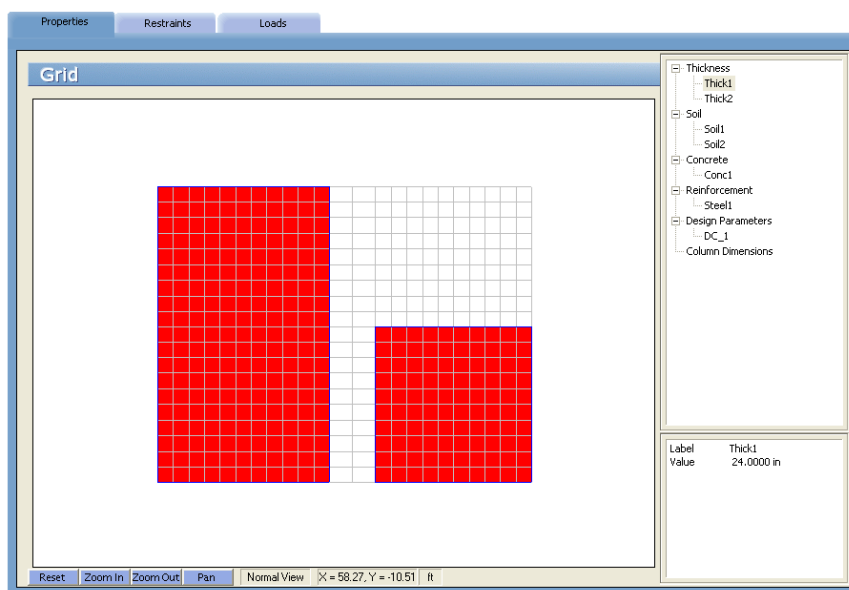 Properties Restraints Loads
Grid
Thickness
Thick1
Thick2
Soil
Soil1
Soil2
Concrete
Conc1
Reinforcement
Steel1
Design Parameters
DC_1
Column Dimensions
Label Thick1
Value 24.0000 in
Reset Zoom In Zoom Out Pan Normal View X = 58.27, Y = -10.51 ft